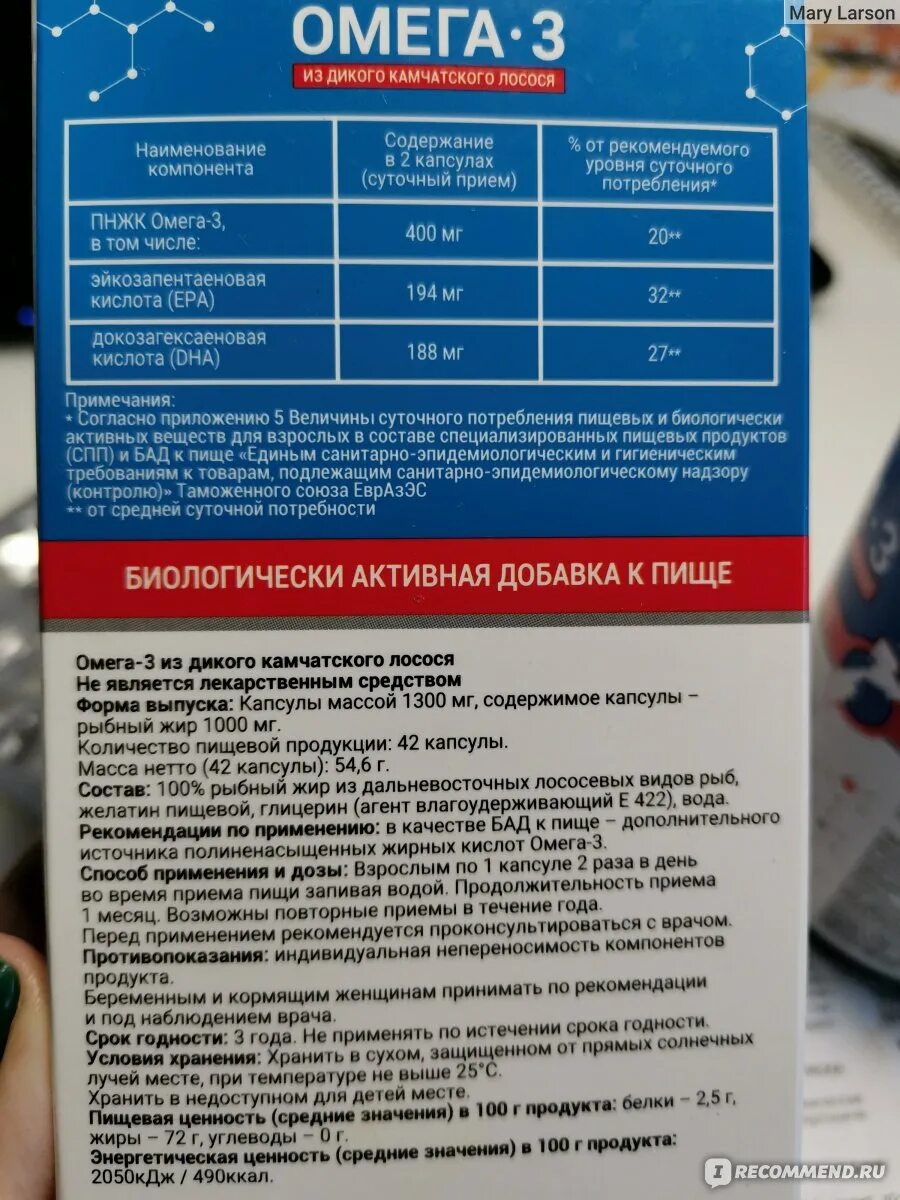 Mary Larson
ОМЕГА·3
ИЗ ДИКОГО КАМЧАТСКОГО ЛОСОСЯ
Наименование
компонента
Содержание
в 2 капсулах
(суточный прием)
% от рекомендуемого
уровня суточного
потребления*
ПНЖК Омега-3,
в том числе:
400 мг
20**
эйкозапентаеновая
кислота (EPA)
194 мг
32**
докозагексаеновая
кислота (DHA)
188 мг
27**
Примечания:
* Согласно приложению 5 Величины суточного потребления пищевых и биологически
активных веществ для взрослых в составе специализированных пищевых продуктов
(СПП) и БАД к пище «Единым санитарно-эпидемиологическим и гигиеническим
требованиям к товарам, подлежащим санитарно-эпидемиологическому надзору
(контролю)» Таможенного союза ЕврАзЭС
** от средней суточной потребности
БИОЛОГИЧЕСКИ АКТИВНАЯ ДОБАВКА К ПИЩЕ
Омега-3 из дикого камчатского лосося
Не является лекарственным средством
Форма выпуска: Капсулы массой 1300 мг, содержимое капсулы –
рыбный жир 1000 мг.
Количество пищевой продукции: 42 капсулы.
Масса нетто (42 капсулы): 54,6 г.
Состав: 100% рыбный жир из дальневосточных лососевых видов рыб,
желатин пищевой, глицерин (агент влагоудерживающий Е 422), вода.
Рекомендации по применению: в качестве БАД к пище – дополнительного
источника полиненасыщенных жирных кислот Омега-3.
Способ применения и дозы: Взрослым по 1 капсуле 2 раза в день
во время приема пищи запивая водой. Продолжительность приема
1 месяц. Возможны повторные приемы в течение года.
Перед применением рекомендуется проконсультироваться с врачом.
Противопоказания: индивидуальная непереносимость компонентов
продукта.
Беременным и кормящим женщинам принимать по рекомендации
и под наблюдением врача.
Срок годности: 3 года. Не применять по истечении срока годности.
Условия хранения: Хранить в сухом, защищенном от прямых солнечных
лучей месте, при температуре не выше 25°С.
Хранить в недоступном для детей месте.
Пищевая ценность (средние значения) в 100 г продукта: белки – 2,5 г,
жиры – 72 г, углеводы – 0 г.
Энергетическая ценность (средние значения) в 100 г продукта:
2050кДж / 490ккал.
I RECOMMEND.RU